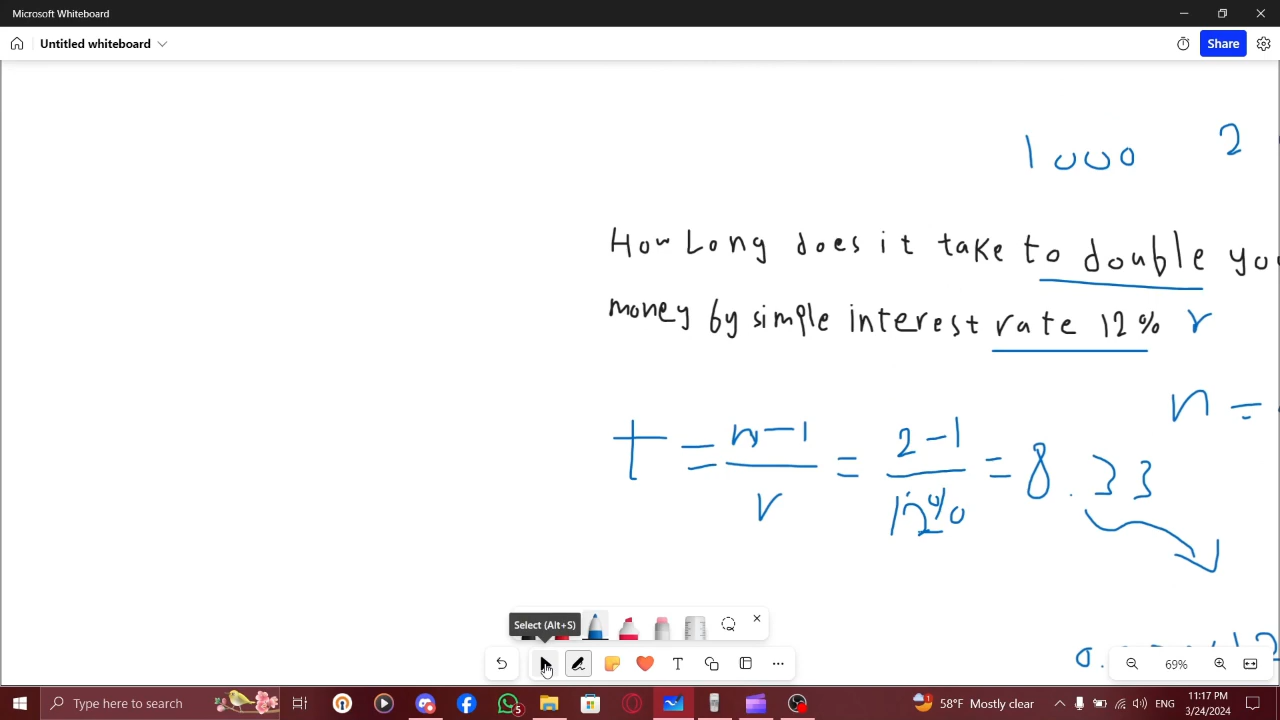 Microsoft Whiteboard
Untitled whiteboard
Share
1000 2
How Long does it take to double you
money by simple interest rate 12% r
n =
t = n-1 / r = 2-1 / 12% = 8.33
Select (Alt+S)
0.
T
69%
Type here to search
5
58°F Mostly clear
ENG
11:17 PM
3/24/2024